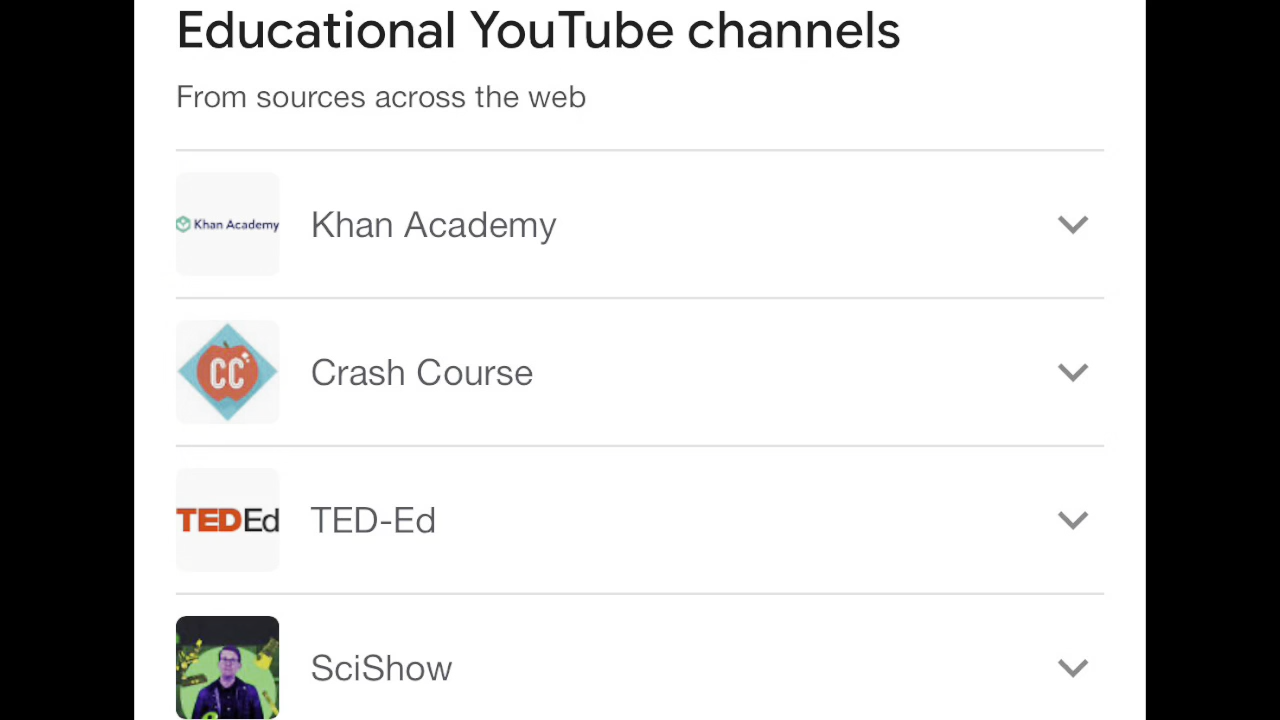 Educational YouTube channels
From sources across the web
Khan Academy
Khan Academy
CC
Crash Course
TEDEd
TED-Ed
SciShow